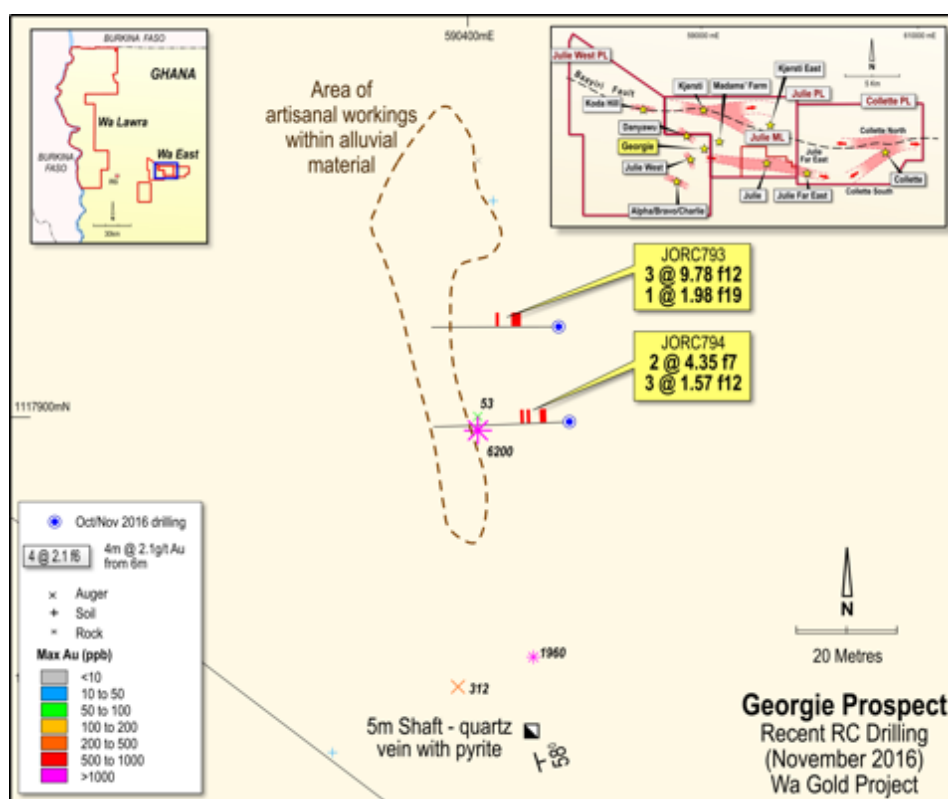 590400mE
BURKINA FASO
GHANA
Wa Lawra
BURKINA FASO
Wa East
Wa
30km
Area of
artisanal workings
within alluvial
material
590000 mE
610000 mE
Julie West PL
Baayiri Fault
Koda Hill
Kjersti
Madams' Farm
Kjersti East
N
5 Km
Julie PL
Collette PL
Danyawu
Georgie
Julie West
Alpha/Bravo/Charlie
Julie ML
Julie
Julie Far East
Julie
Far East
Collette North
Collette
Collette South
JORC793
3 @ 9.78 f12
1 @ 1.98 f19
JORC794
2 @ 4.35 f7
3 @ 1.57 f12
1117900mN
53
6200
Oct/Nov 2016 drilling
4 @ 2.1 f6
4m @ 2.1g/t Au
from 6m
Auger
Soil
Rock
Max Au (ppb)
<10
10 to 50
50 to 100
100 to 200
200 to 500
500 to 1000
>1000
1960
312
5m Shaft - quartz
vein with pyrite
58°
N
20 Metres
Georgie Prospect
Recent RC Drilling
(November 2016)
Wa Gold Project